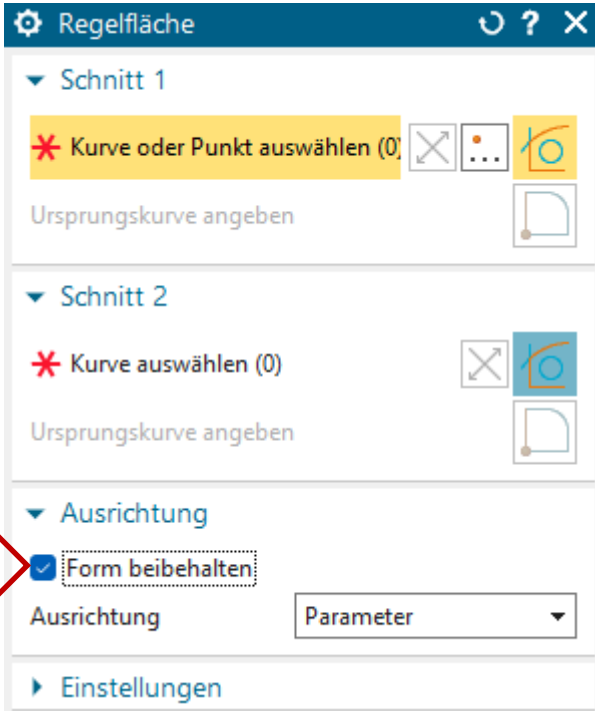 Regelfläche
Schnitt 1
Kurve oder Punkt auswählen (0)
Ursprungskurve angeben
Schnitt 2
Kurve auswählen (0)
Ursprungskurve angeben
Ausrichtung
Form beibehalten
Ausrichtung Parameter
Einstellungen